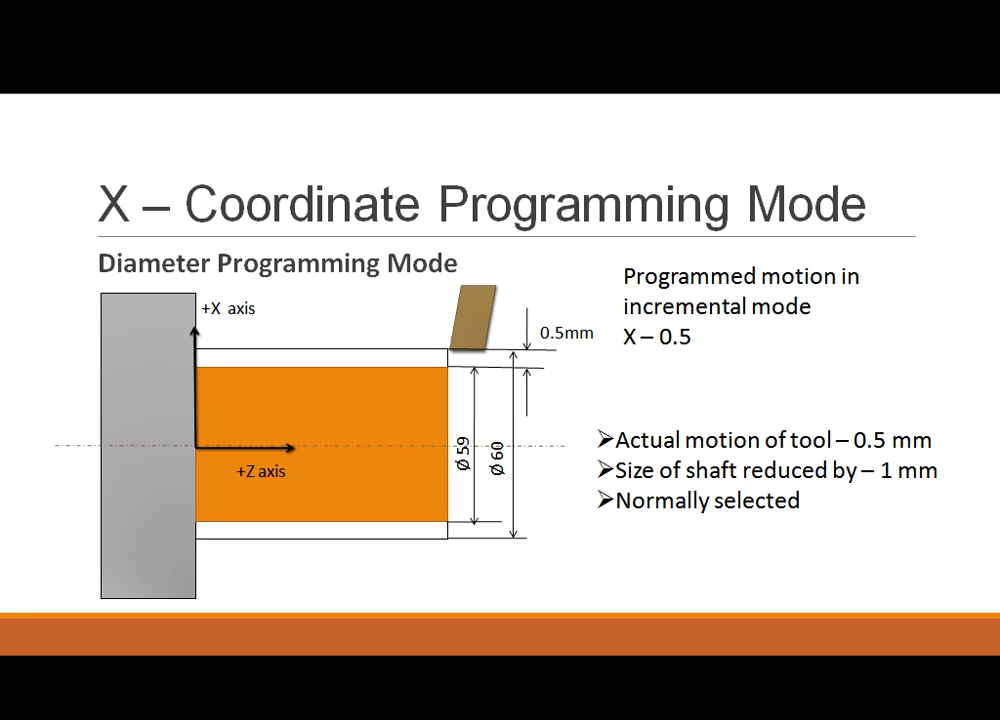 X – Coordinate Programming Mode
Diameter Programming Mode
+X axis
0.5mm
Ø 59
Ø 60
+Z axis
Programmed motion in
incremental mode
X – 0.5
➢Actual motion of tool – 0.5 mm
➢Size of shaft reduced by – 1 mm
➢Normally selected